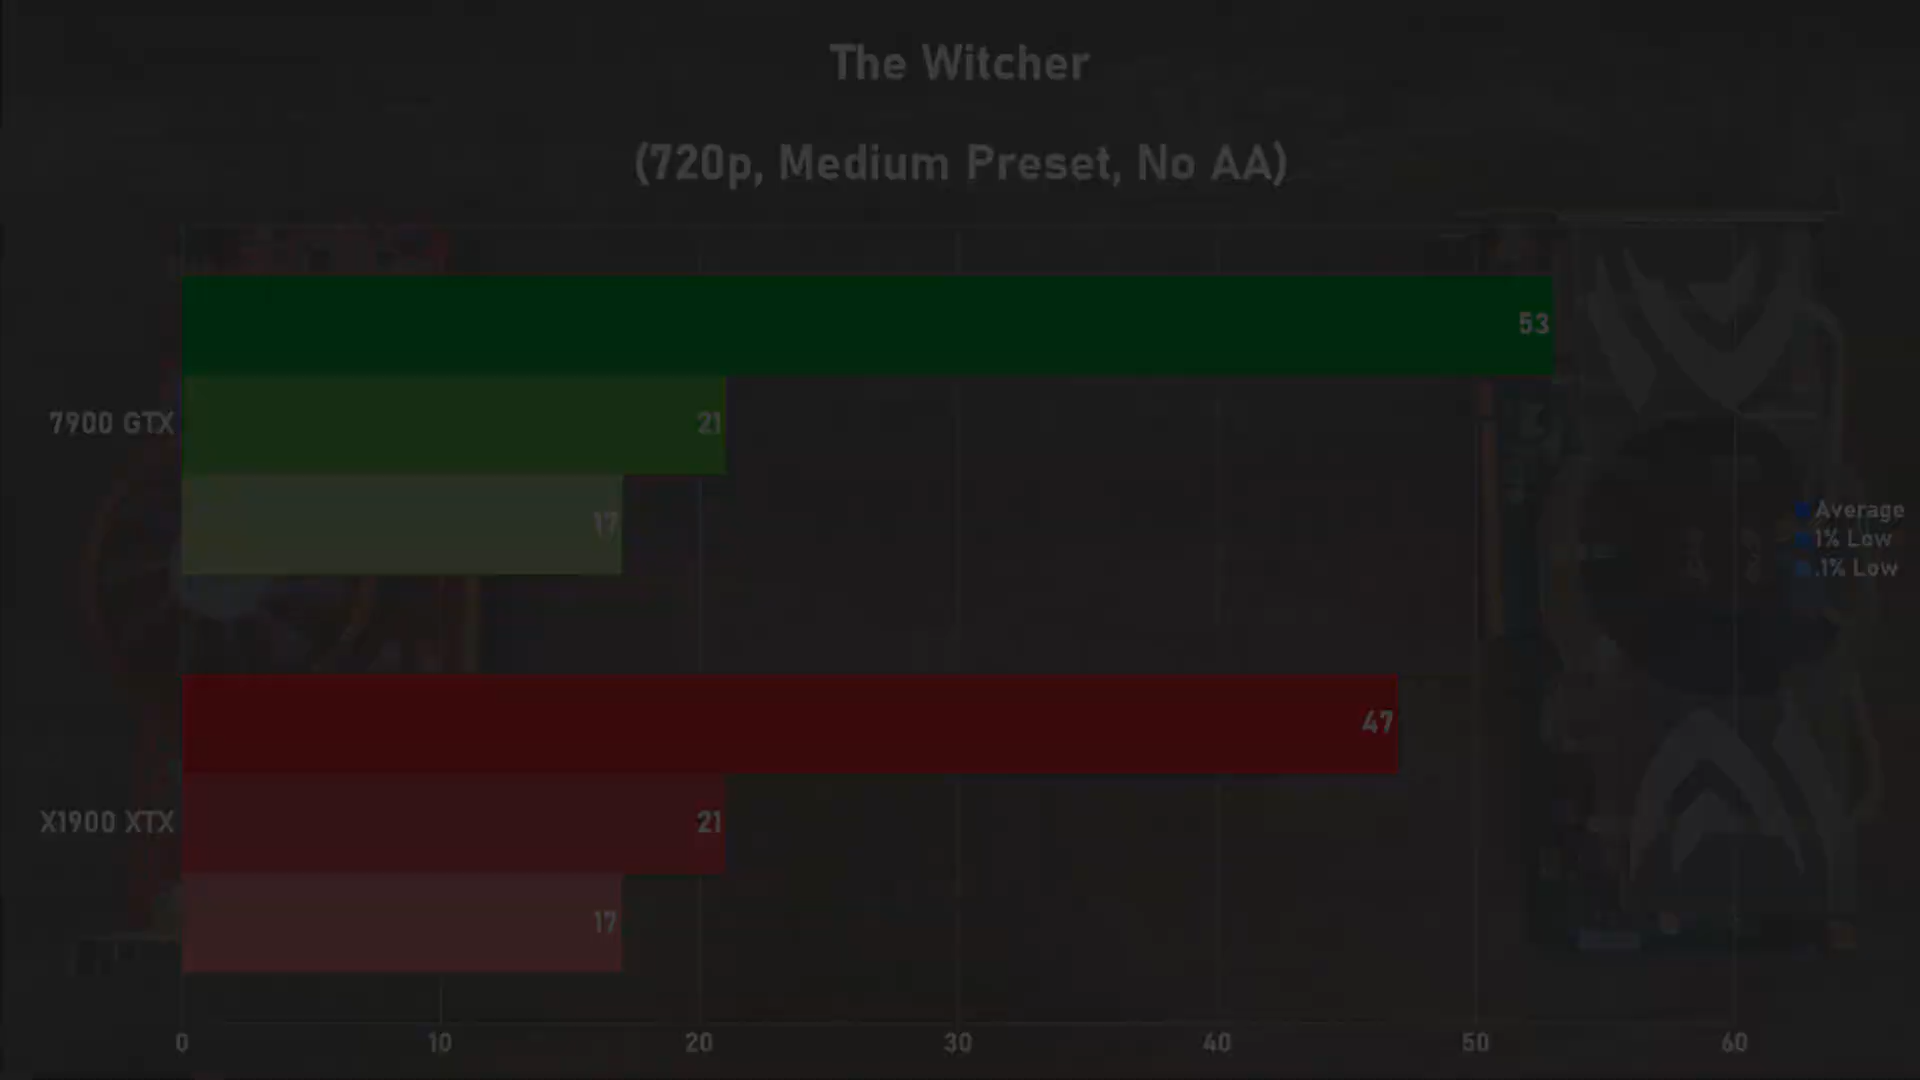 The Witcher
(720p, Medium Preset, No AA)
53
7900 GTX
21
17
Average
1% Low
.1% Low
47
X1900 XTX
21
17
0 10 20 30 40 50 60